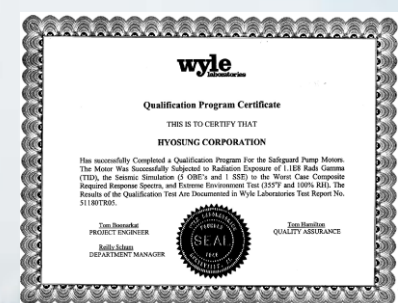 wyle
laboratories
Qualification Program Certificate
THIS IS TO CERTIFY THAT
HYOSUNG CORPORATION
Has successfully Completed a Qualification Program For the Safeguard Pump Motors.
The Motor Was Successfully Subjected to Radiation Exposure of 1.1E8 Rads Gamma
(TID), the Seismic Simulation (5 OBE's and 1 SSE) to the Worst Case Composite
Required Response Spectra, and Extreme Environment Test (355°F and 100% RH). The
Results of the Qualification Test Are Documented in Wyle Laboratories Test Report No.
51180TR05.
PROJECT ENGINEER
Tom Hamilton
QUALITY ASSURANCE
Reilly Schum
DEPARTMENT MANAGER
SEAL